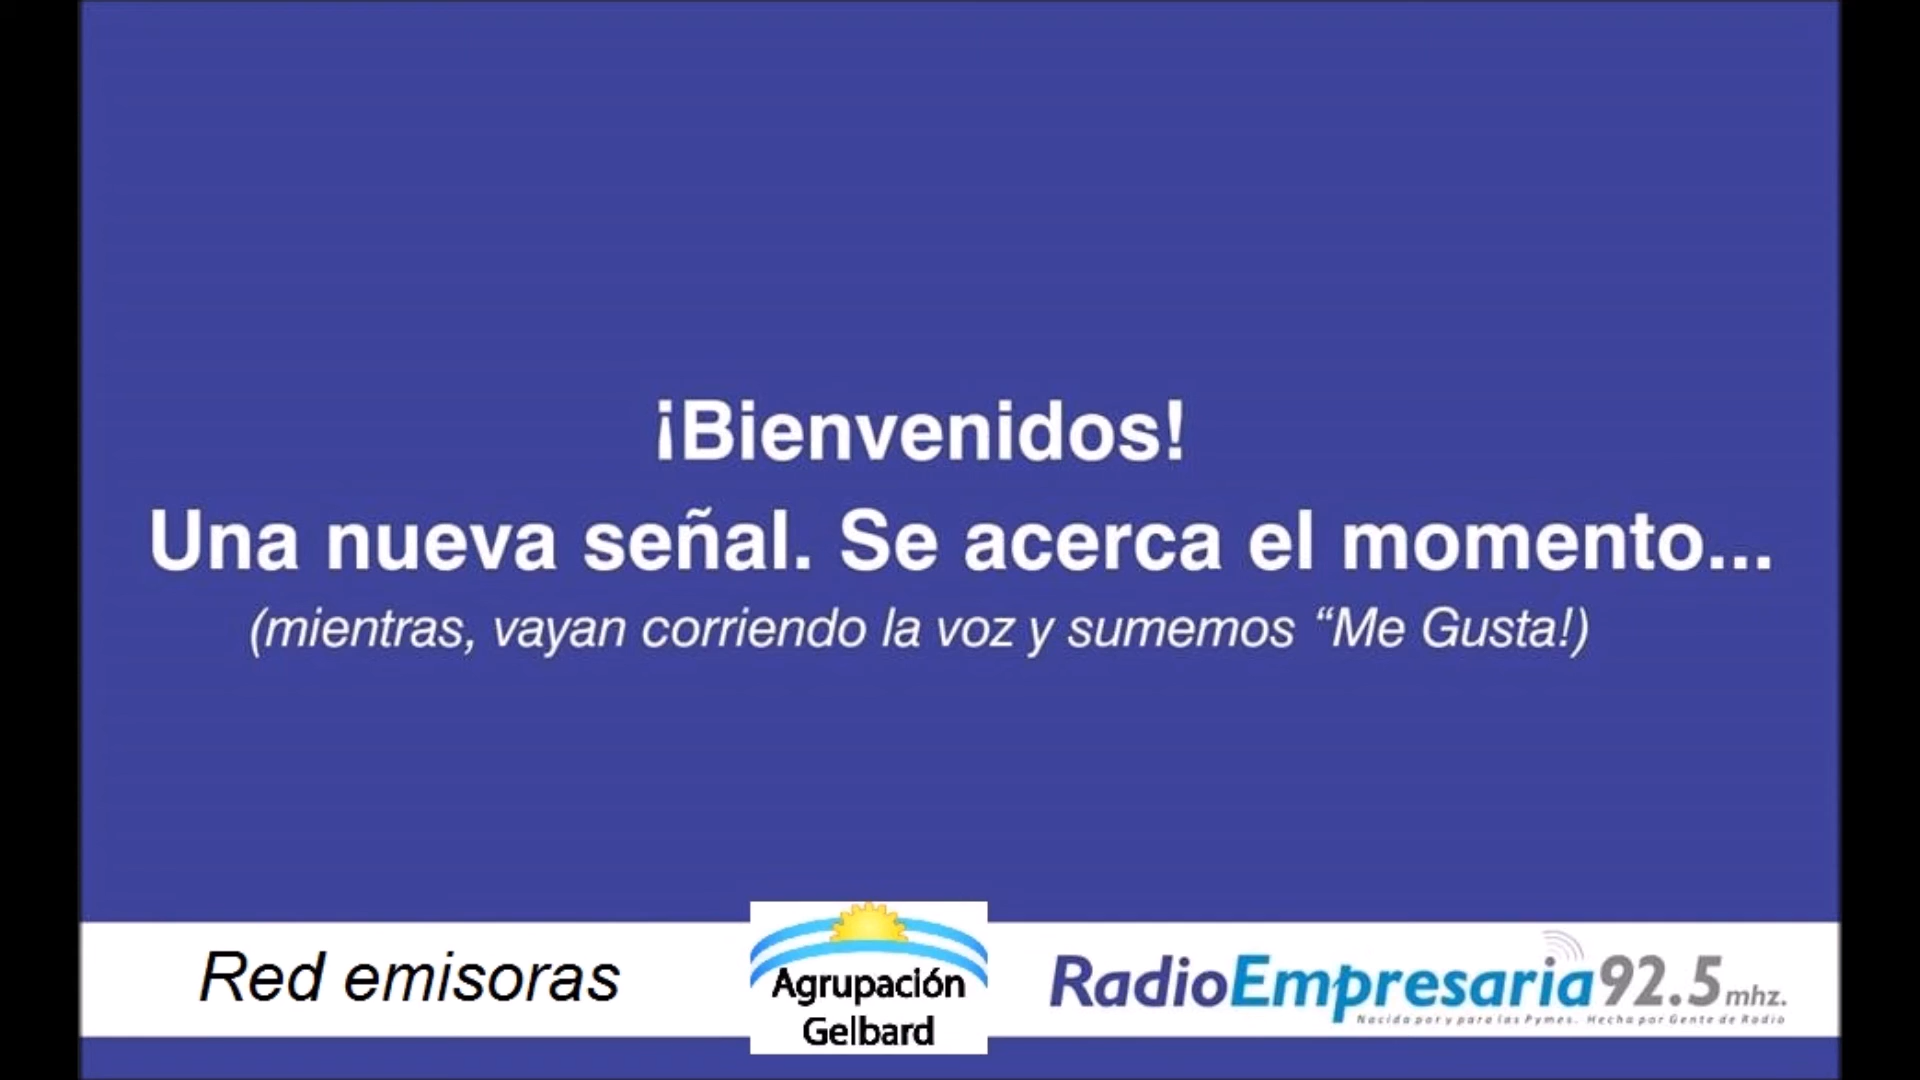 ¡Bienvenidos!
Una nueva señal. Se acerca el momento...
(mientras, vayan corriendo la voz y sumemos “Me Gusta!)
Red emisoras
Agrupación
Gelbard
RadioEmpresaria92.5mhz.
Nacida por y para las Pymes. Hecha por Gente de Radio